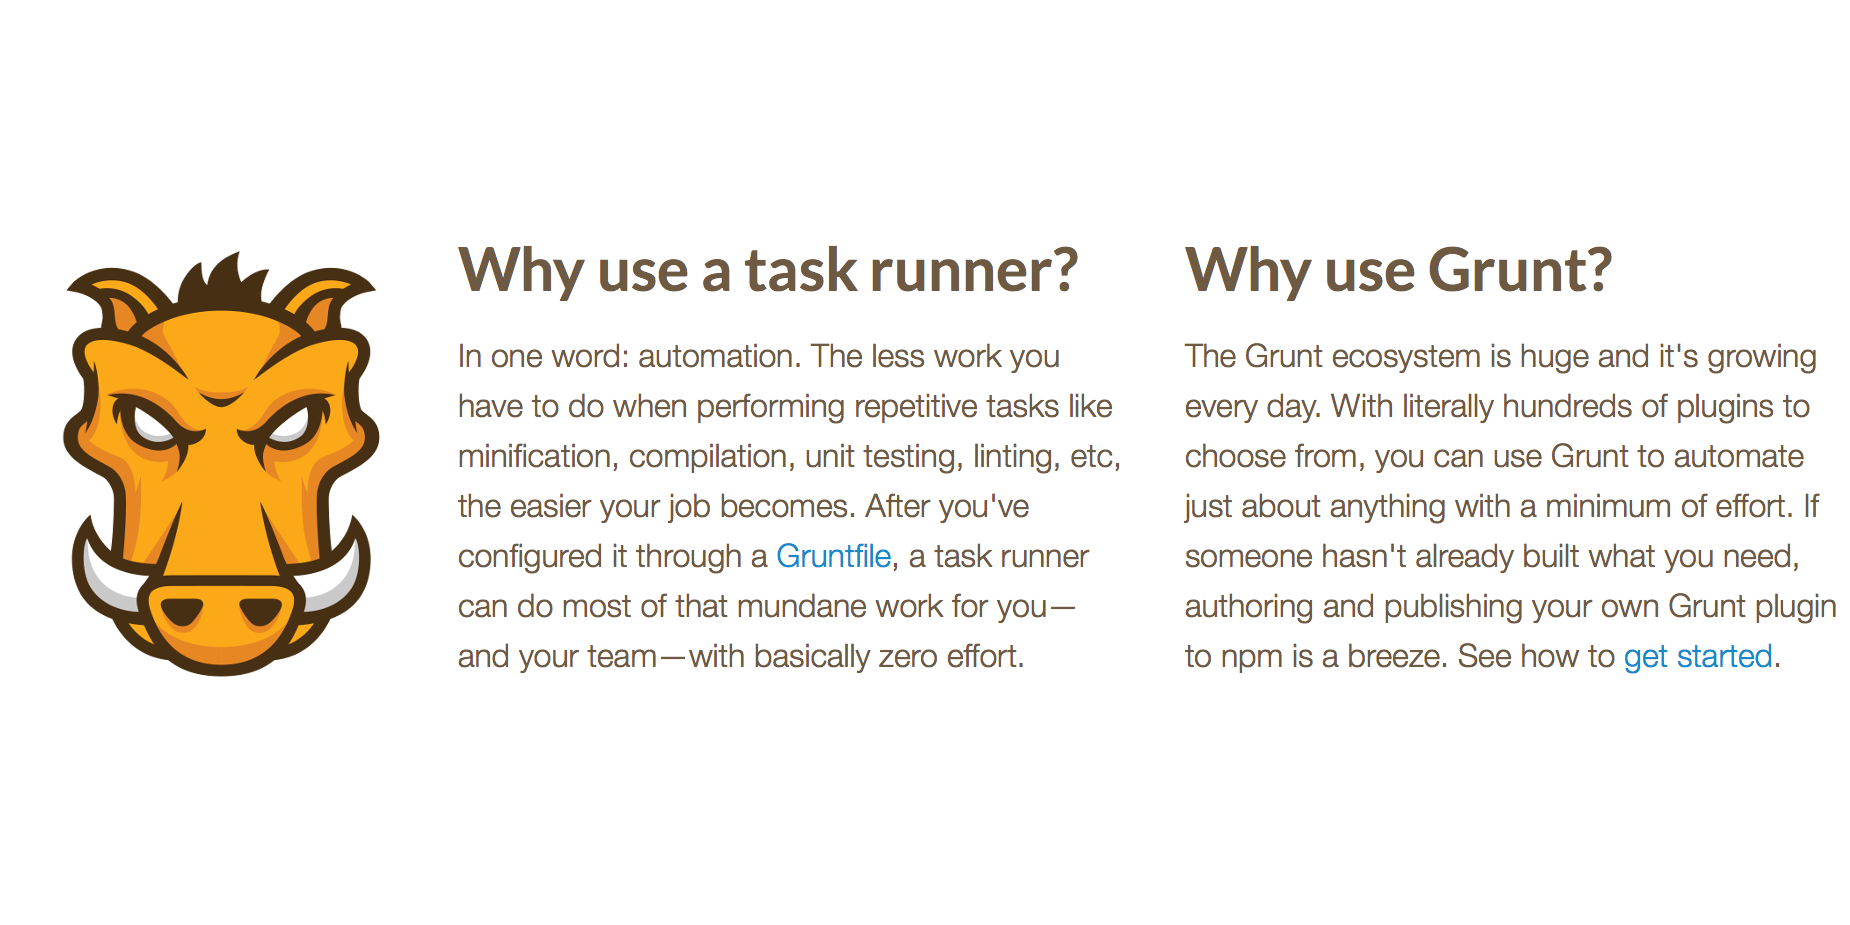 Why use a task runner?
In one word: automation. The less work you
have to do when performing repetitive tasks like
minification, compilation, unit testing, linting, etc,
the easier your job becomes. After you've
configured it through a Gruntfile, a task runner
can do most of that mundane work for you—
and your team—with basically zero effort.
Why use Grunt?
The Grunt ecosystem is huge and it's growing
every day. With literally hundreds of plugins to
choose from, you can use Grunt to automate
just about anything with a minimum of effort. If
someone hasn't already built what you need,
authoring and publishing your own Grunt plugin
to npm is a breeze. See how to get started.